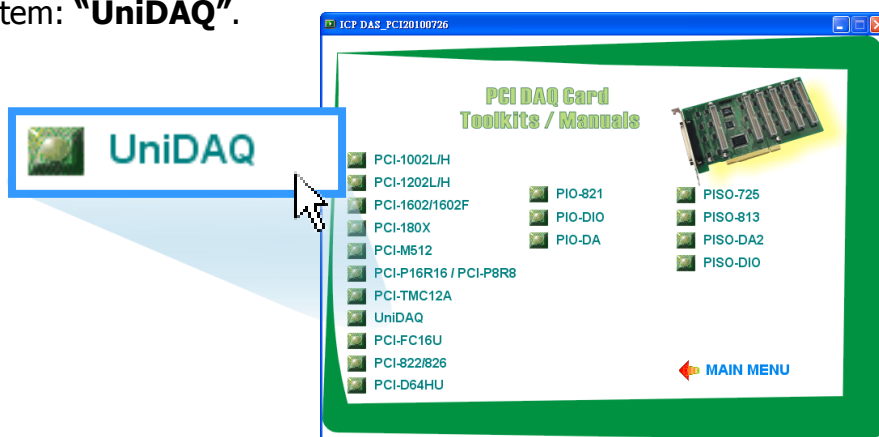 tem: “UniDAQ”.
ICP DAS_PCI20100726
PCI DAQ Card
Toolkits / Manuals
UniDAQ
PCI-1002L/H
PCI-1202L/H
PCI-1602/1602F
PCI-180X
PCI-M512
PCI-P16R16 / PCI-P8R8
PCI-TMC12A
UniDAQ
PCI-FC16U
PCI-822/826
PCI-D64HU
PIO-821
PIO-DIO
PIO-DA
PISO-725
PISO-813
PISO-DA2
PISO-DIO
MAIN MENU